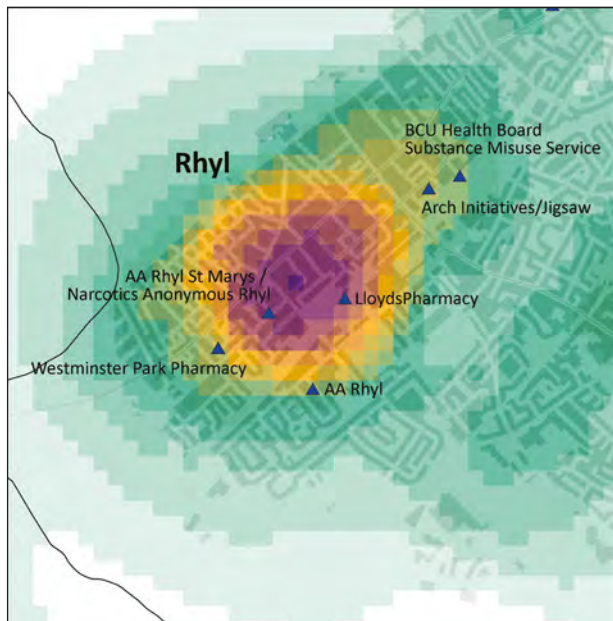 BCU Health Board
Substance Misuse Service
Rhyl
Arch Initiatives/Jigsaw
AA Rhyl St Marys /
Narcotics Anonymous Rhyl
LloydsPharmacy
Westminster Park Pharmacy
AA Rhyl